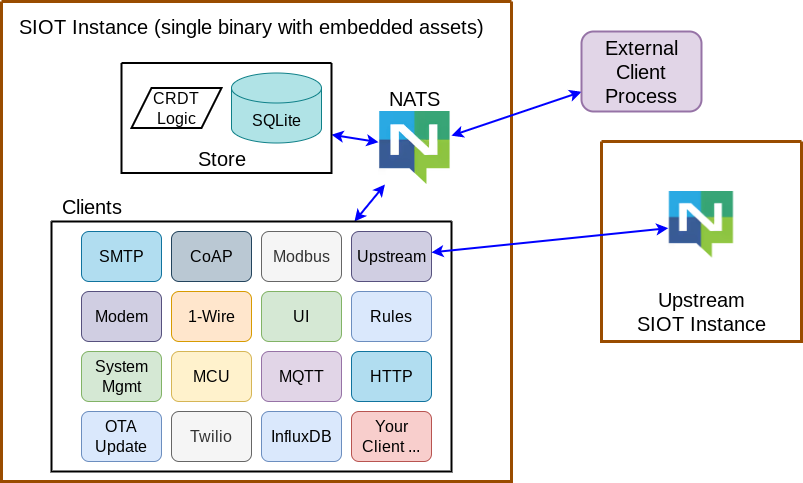 SIOT Instance (single binary with embedded assets)
CRDT
Logic
SQLite
Store
NATS
External
Client
Process
Clients
SMTP
CoAP
Modbus
Upstream
Modem
1-Wire
UI
Rules
System
Mgmt
MCU
MQTT
HTTP
OTA
Update
Twilio
InfluxDB
Your
Client ...
Upstream
SIOT Instance